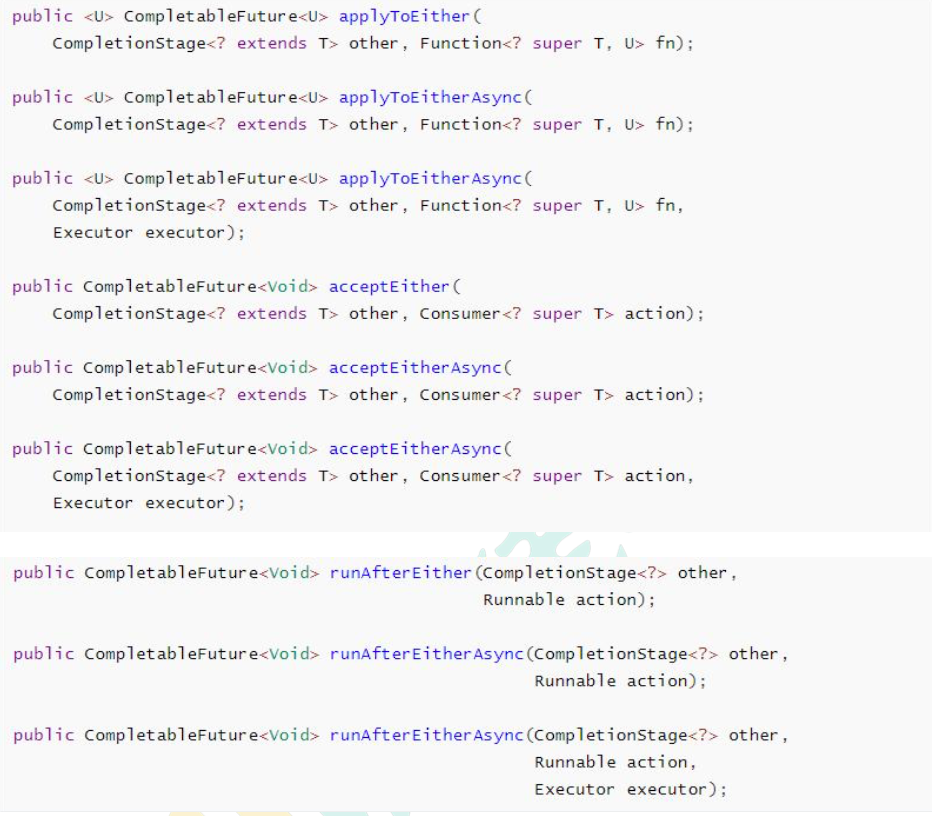 public <U> CompletableFuture<U> applyToEither(
    CompletionStage<? extends T> other, Function<? super T, U> fn);
public <U> CompletableFuture<U> applyToEitherAsync(
    CompletionStage<? extends T> other, Function<? super T, U> fn);
public <U> CompletableFuture<U> applyToEitherAsync(
    CompletionStage<? extends T> other, Function<? super T, U> fn,
    Executor executor);
public CompletableFuture<Void> acceptEither(
    CompletionStage<? extends T> other, Consumer<? super T> action);
public CompletableFuture<Void> acceptEitherAsync(
    CompletionStage<? extends T> other, Consumer<? super T> action);
public CompletableFuture<Void> acceptEitherAsync(
    CompletionStage<? extends T> other, Consumer<? super T> action,
    Executor executor);
public CompletableFuture<Void> runAfterEither(CompletionStage<?> other,
                                              Runnable action);
public CompletableFuture<Void> runAfterEitherAsync(CompletionStage<?> other,
                                                   Runnable action);
public CompletableFuture<Void> runAfterEitherAsync(CompletionStage<?> other,
                                                   Runnable action,
                                                   Executor executor);